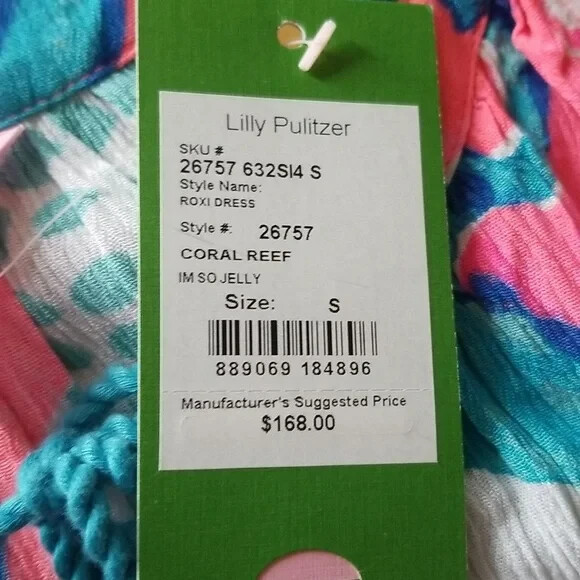 Lilly Pulitzer
SKU #
26757 632SI4 S
Style Name:
ROXI DRESS
Style #: 26757
CORAL REEF
IM SO JELLY
Size: S
889069 184896
Manufacturer's Suggested Price
$168.00